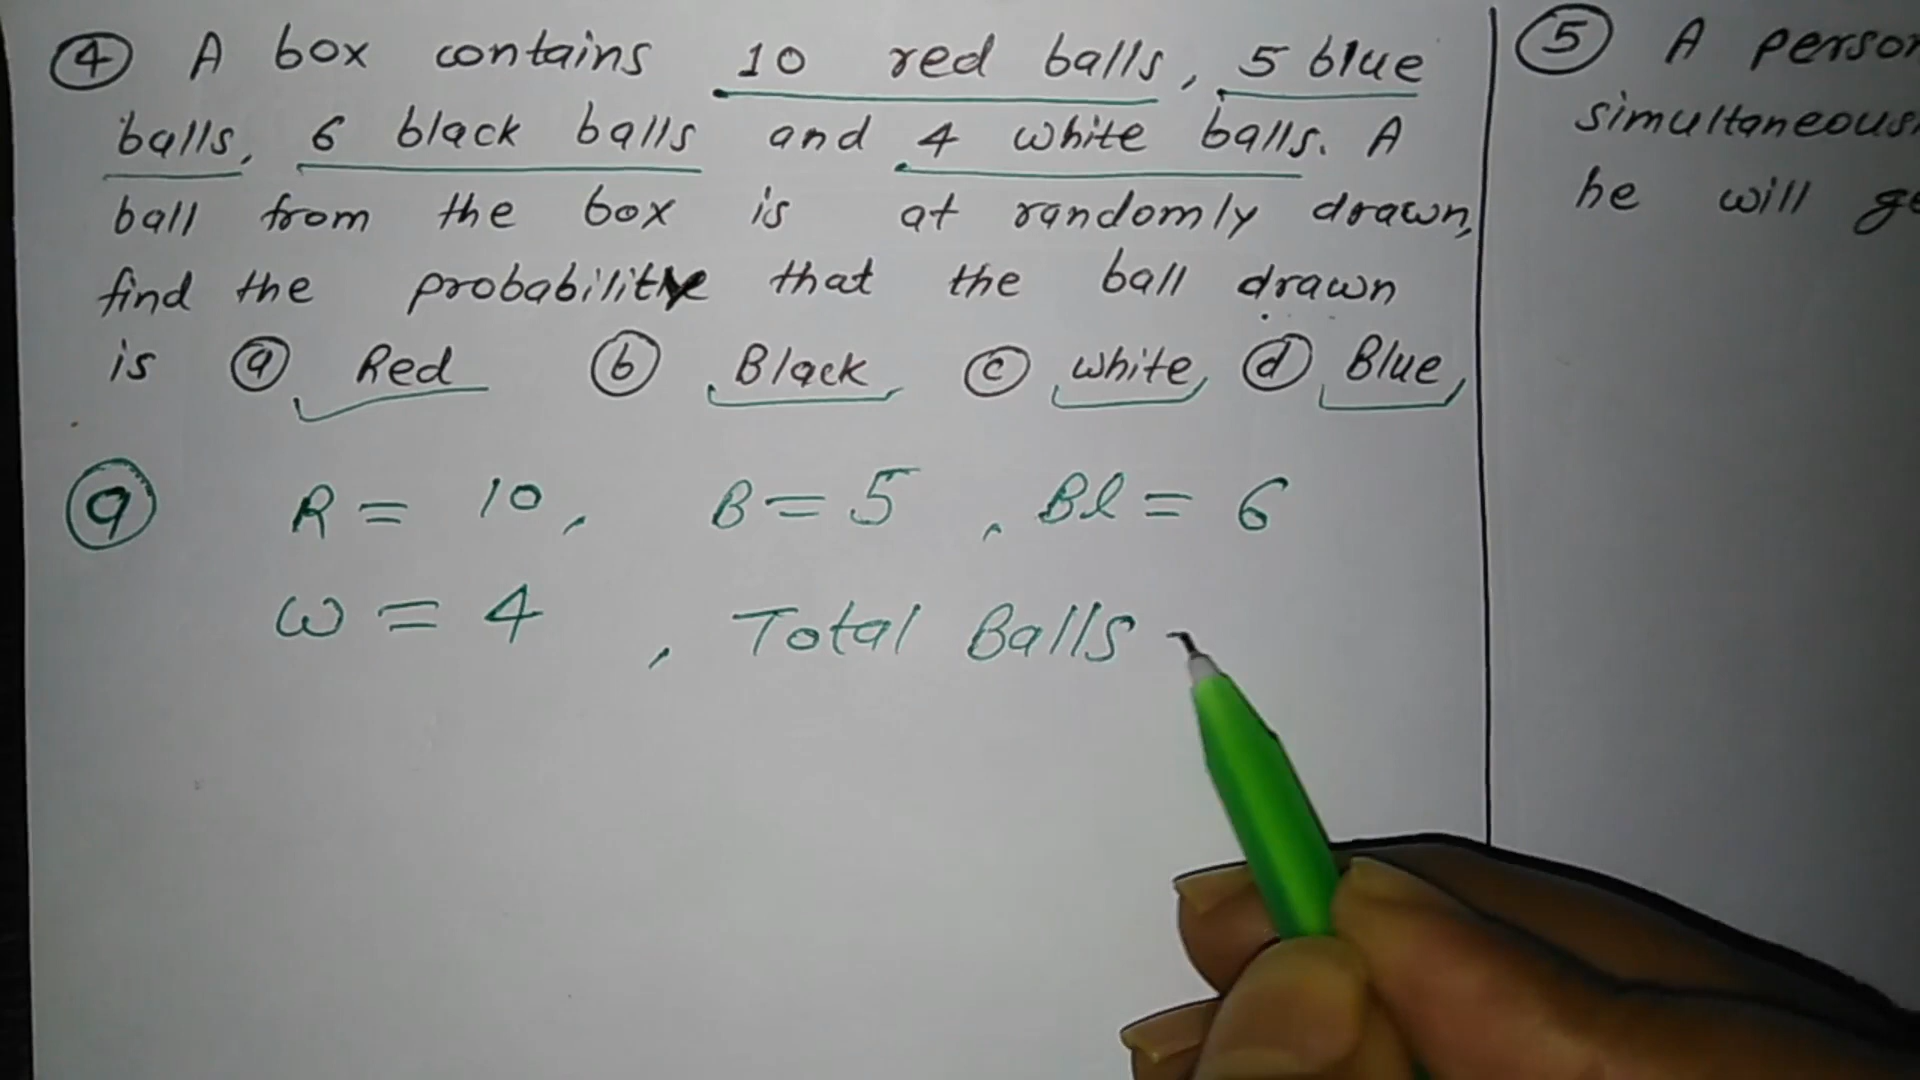 ④ A box contains 10 red balls, 5 blue
balls, 6 black balls and 4 white balls. A
ball from the box is at randomly drawn,
find the probability that the ball drawn
is ⓐ Red ⓑ Black ⓒ white, ⓓ Blue,
ⓐ R = 10, B = 5, Bl = 6
W = 4, Total Balls
⑤ A
simultaneous
he will